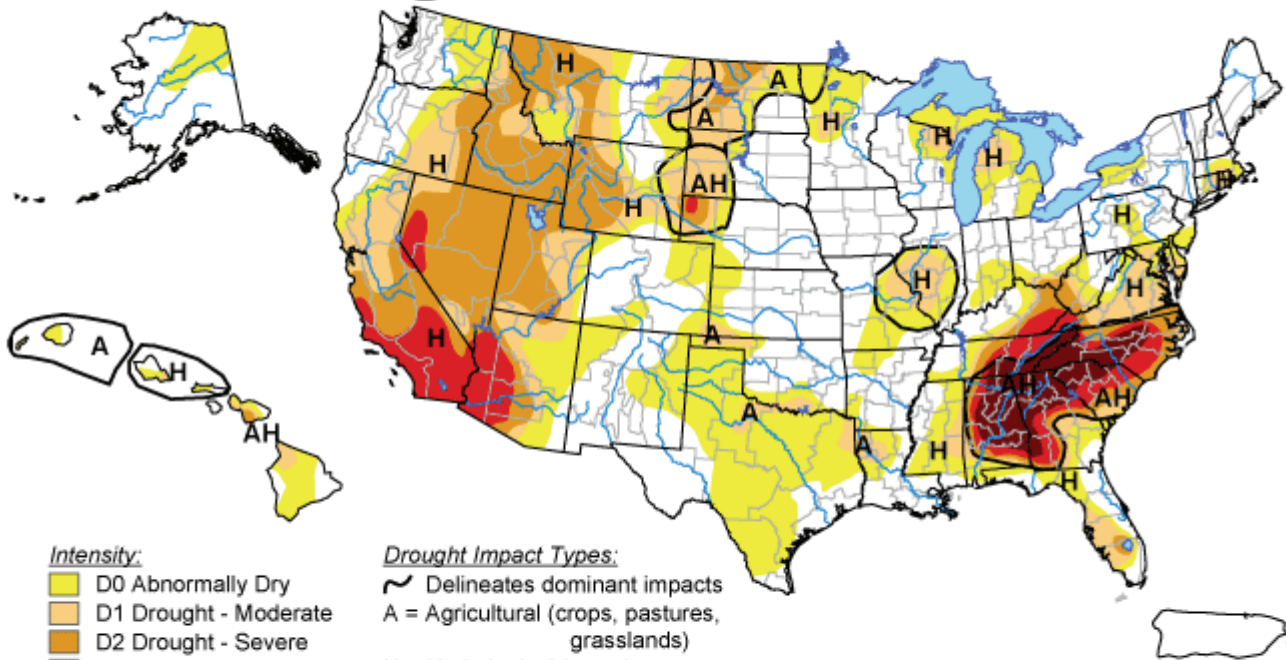 H
A
H
A
H
H
H
AH
H
H
H
H
H
H
A
H
A
AH
AH
A
A
H
H
H
AH
Intensity:
D0 Abnormally Dry
D1 Drought - Moderate
D2 Drought - Severe
Drought Impact Types:
Delineates dominant impacts
A = Agricultural (crops, pastures,
grasslands)